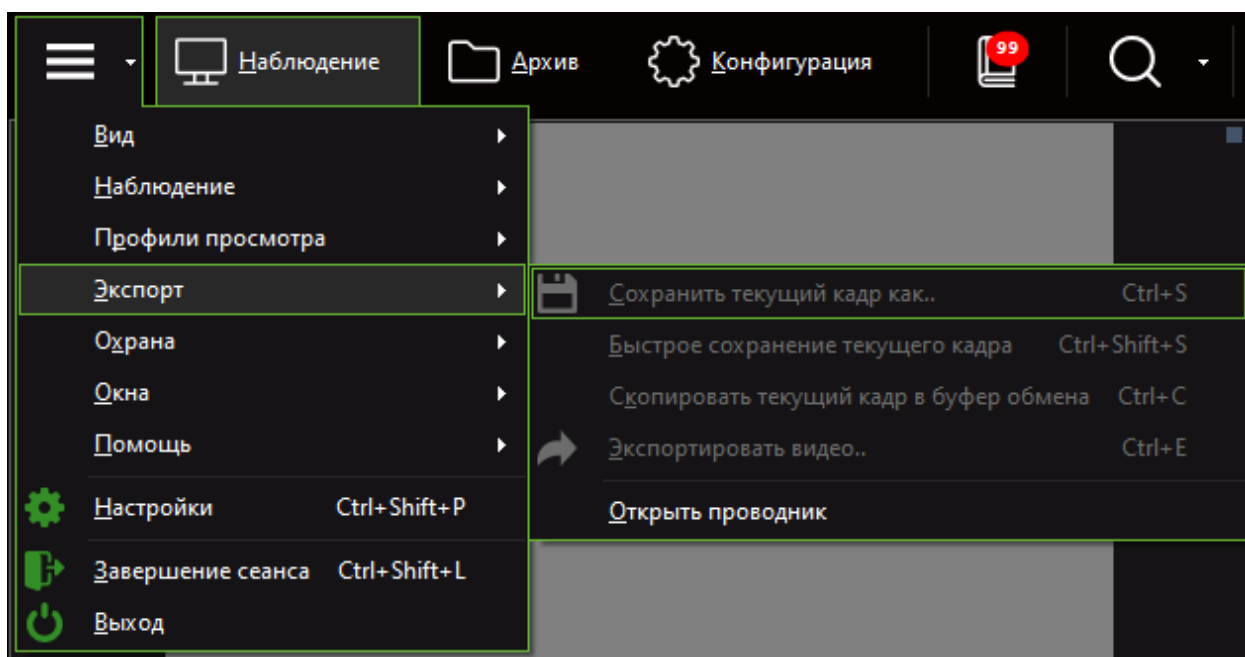 Наблюдение Архив Конфигурация 99
Вид
Наблюдение
Профили просмотра
Экспорт
Сохранить текущий кадр как.. Ctrl+S
Охрана
Быстрое сохранение текущего кадра Ctrl+Shift+S
Окна
Скопировать текущий кадр в буфер обмена Ctrl+C
Помощь
Экспортировать видео.. Ctrl+E
Настройки Ctrl+Shift+P
Открыть проводник
Завершение сеанса Ctrl+Shift+L
Выход